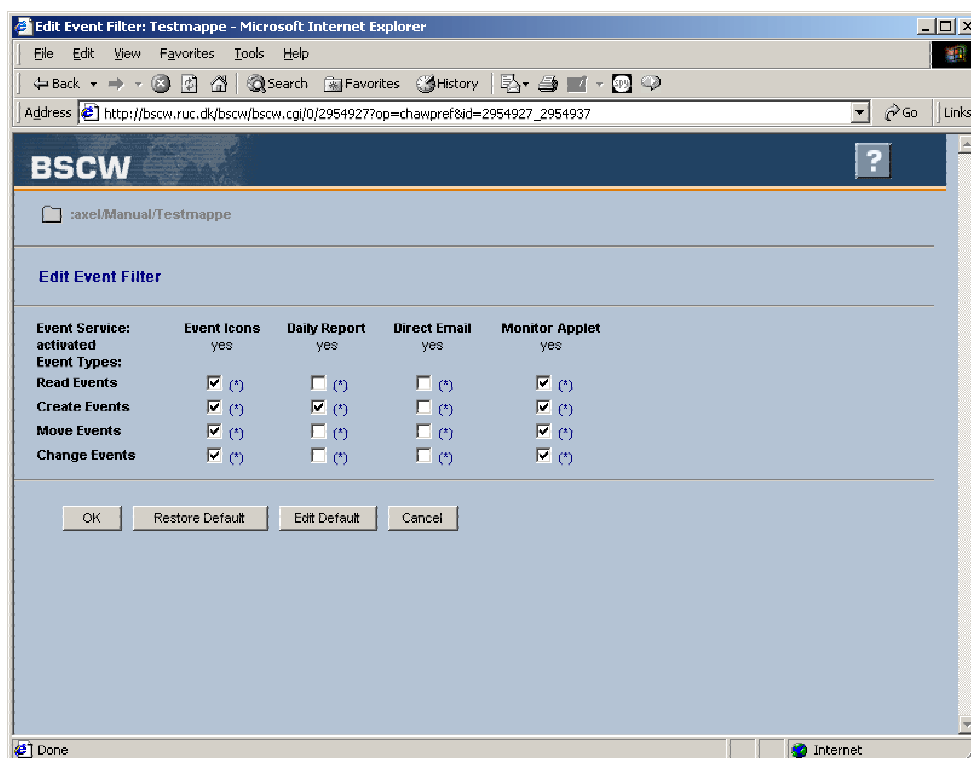 Edit Event Filter: Testmappe - Microsoft Internet Explorer
File Edit View Favorites Tools Help
Back Search Favorites History
Address http://bscw.ruc.dk/bscw/bscw.cgi/0/2954927?op=chawpref&id=2954927_2954937 Go Links
BSCW ?
:axel/Manual/Testmappe
Edit Event Filter
Event Service: Event Icons Daily Report Direct Email Monitor Applet
activated yes yes yes yes
Event Types:
Read Events (*) (*) (*) (*)
Create Events (*) (*) (*) (*)
Move Events (*) (*) (*) (*)
Change Events (*) (*) (*) (*)
OK Restore Default Edit Default Cancel
Done Internet